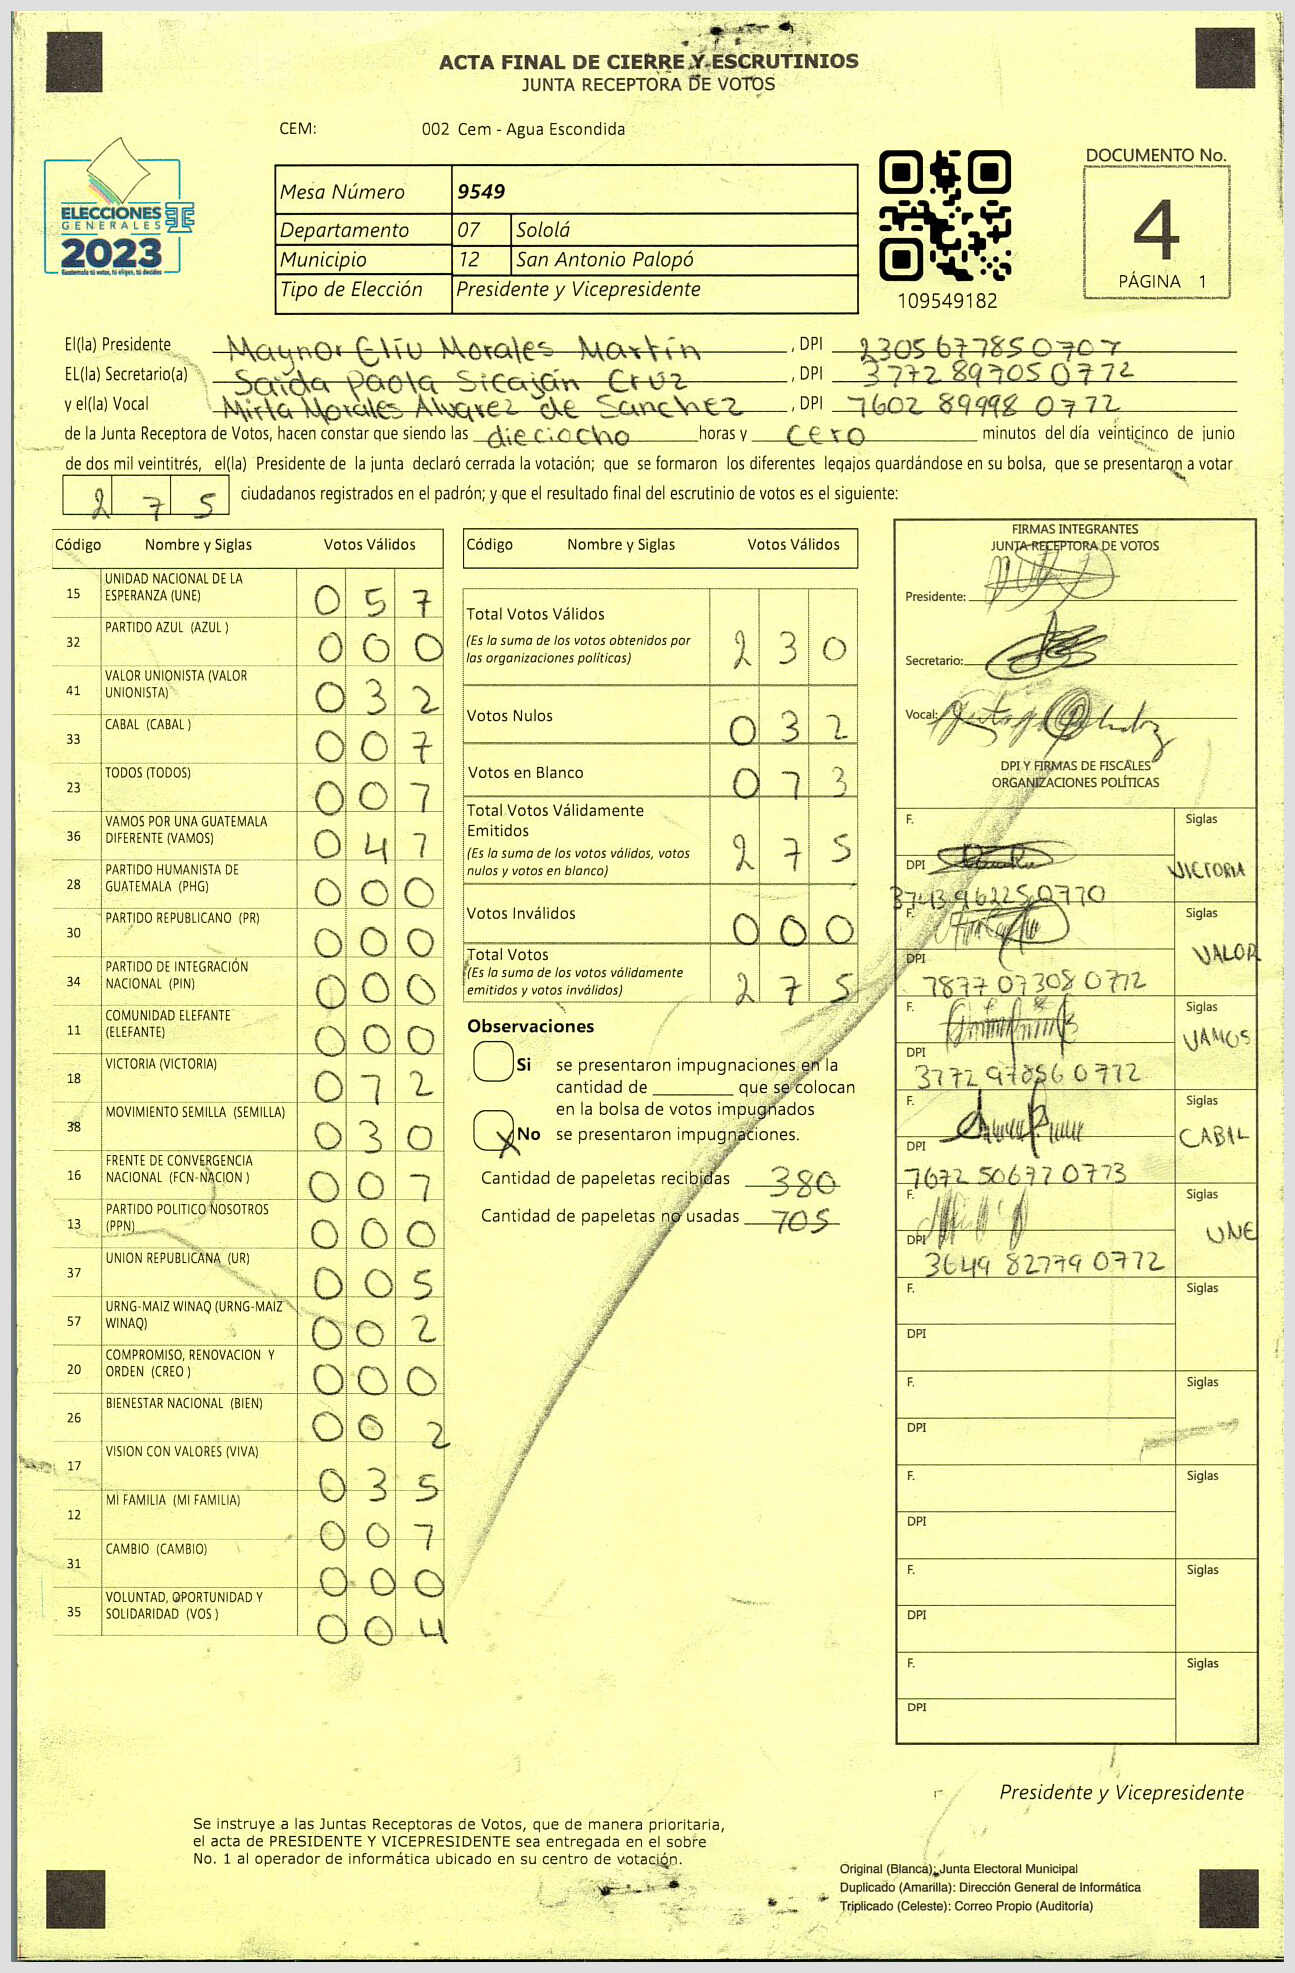 ACTA FINAL DE CIERRE Y ESCRUTINIOS
JUNTA RECEPTORA DE VOTOS
CEM: 002 Cem - Agua Escondida
ELECCIONES
GENERALES
2023
Guatemala tú votas, tú eliges, tú decides
Mesa Número 9549
Departamento 07 Sololá
Municipio 12 San Antonio Palopó
Tipo de Elección Presidente y Vicepresidente
109549182
DOCUMENTO No.
4
PÁGINA 1
El(la) Presidente Maynor Eliu Morales Martín , DPI 2305677850707
EL(la) Secretario(a) Saida Paola Sicaján Cruz , DPI 3772 89705 0772
y el(la) Vocal Mirta Morales Alvarez de Sanchez , DPI 7602 89998 0772
de la Junta Receptora de Votos, hacen constar que siendo las dieciocho horas y cero minutos del día veinticinco de junio
de dos mil veintitrés, el(la) Presidente de la junta declaró cerrada la votación; que se formaron los diferentes legajos guardándose en su bolsa, que se presentaron a votar
2 7 5 ciudadanos registrados en el padrón; y que el resultado final del escrutinio de votos es el siguiente:
Código Nombre y Siglas Votos Válidos
15 UNIDAD NACIONAL DE LA ESPERANZA (UNE) 0 5 7
32 PARTIDO AZUL (AZUL ) 0 0 0
41 VALOR UNIONISTA (VALOR UNIONISTA) 0 3 2
33 CABAL (CABAL ) 0 0 7
23 TODOS (TODOS) 0 0 7
36 VAMOS POR UNA GUATEMALA DIFERENTE (VAMOS) 0 4 7
28 PARTIDO HUMANISTA DE GUATEMALA (PHG) 0 0 0
30 PARTIDO REPUBLICANO (PR) 0 0 0
34 PARTIDO DE INTEGRACIÓN NACIONAL (PIN) 0 0 0
11 COMUNIDAD ELEFANTE (ELEFANTE) 0 0 0
18 VICTORIA (VICTORIA) 0 7 2
38 MOVIMIENTO SEMILLA (SEMILLA) 0 3 0
16 FRENTE DE CONVERGENCIA NACIONAL (FCN-NACION ) 0 0 7
13 PARTIDO POLITICO NOSOTROS (PPN) 0 0 0
37 UNION REPUBLICANA (UR) 0 0 5
57 URNG-MAIZ WINAQ (URNG-MAIZ WINAQ) 0 0 2
20 COMPROMISO, RENOVACION Y ORDEN (CREO ) 0 0 0
26 BIENESTAR NACIONAL (BIEN) 0 0 2
17 VISION CON VALORES (VIVA) 0 3 5
12 MI FAMILIA (MI FAMILIA) 0 0 7
31 CAMBIO (CAMBIO) 0 0 0
35 VOLUNTAD, OPORTUNIDAD Y SOLIDARIDAD (VOS ) 0 0 4
Código Nombre y Siglas Votos Válidos
Total Votos Válidos 2 3 0
(Es la suma de los votos obtenidos por
las organizaciones políticas)
Votos Nulos 0 3 2
Votos en Blanco 0 7 3
Total Votos Válidamente
Emitidos 2 7 5
(Es la suma de los votos válidos, votos
nulos y votos en blanco)
Votos Inválidos 0 0 0
Total Votos 2 7 5
(Es la suma de los votos válidamente
emitidos y votos inválidos)
Observaciones
Si se presentaron impugnaciones en la
cantidad de ________ que se colocan
en la bolsa de votos impugnados
X No se presentaron impugnaciones.
Cantidad de papeletas recibidas 380
Cantidad de papeletas no usadas 705
FIRMAS INTEGRANTES
JUNTA RECEPTORA DE VOTOS
Presidente:
Secretario:
Vocal:
DPI Y FIRMAS DE FISCALES
ORGANIZACIONES POLÍTICAS
F. Siglas
DPI 3743 96225 0770 VICTORIA
F. Siglas
DPI 7877 07308 0772 VALOR
F. Siglas
DPI 3772 97856 0772 VAMOS
F. Siglas
DPI 7672 50677 0773 CABAL
F. Siglas
DPI 3649 82779 0772 UNE
F. Siglas
DPI
F. Siglas
DPI
F. Siglas
DPI
F. Siglas
DPI
F. Siglas
DPI
Presidente y Vicepresidente
Se instruye a las Juntas Receptoras de Votos, que de manera prioritaria,
el acta de PRESIDENTE Y VICEPRESIDENTE sea entregada en el sobre
No. 1 al operador de informática ubicado en su centro de votación.
Original (Blanca): Junta Electoral Municipal
Duplicado (Amarilla): Dirección General de Informática
Triplicado (Celeste): Correo Propio (Auditoría)